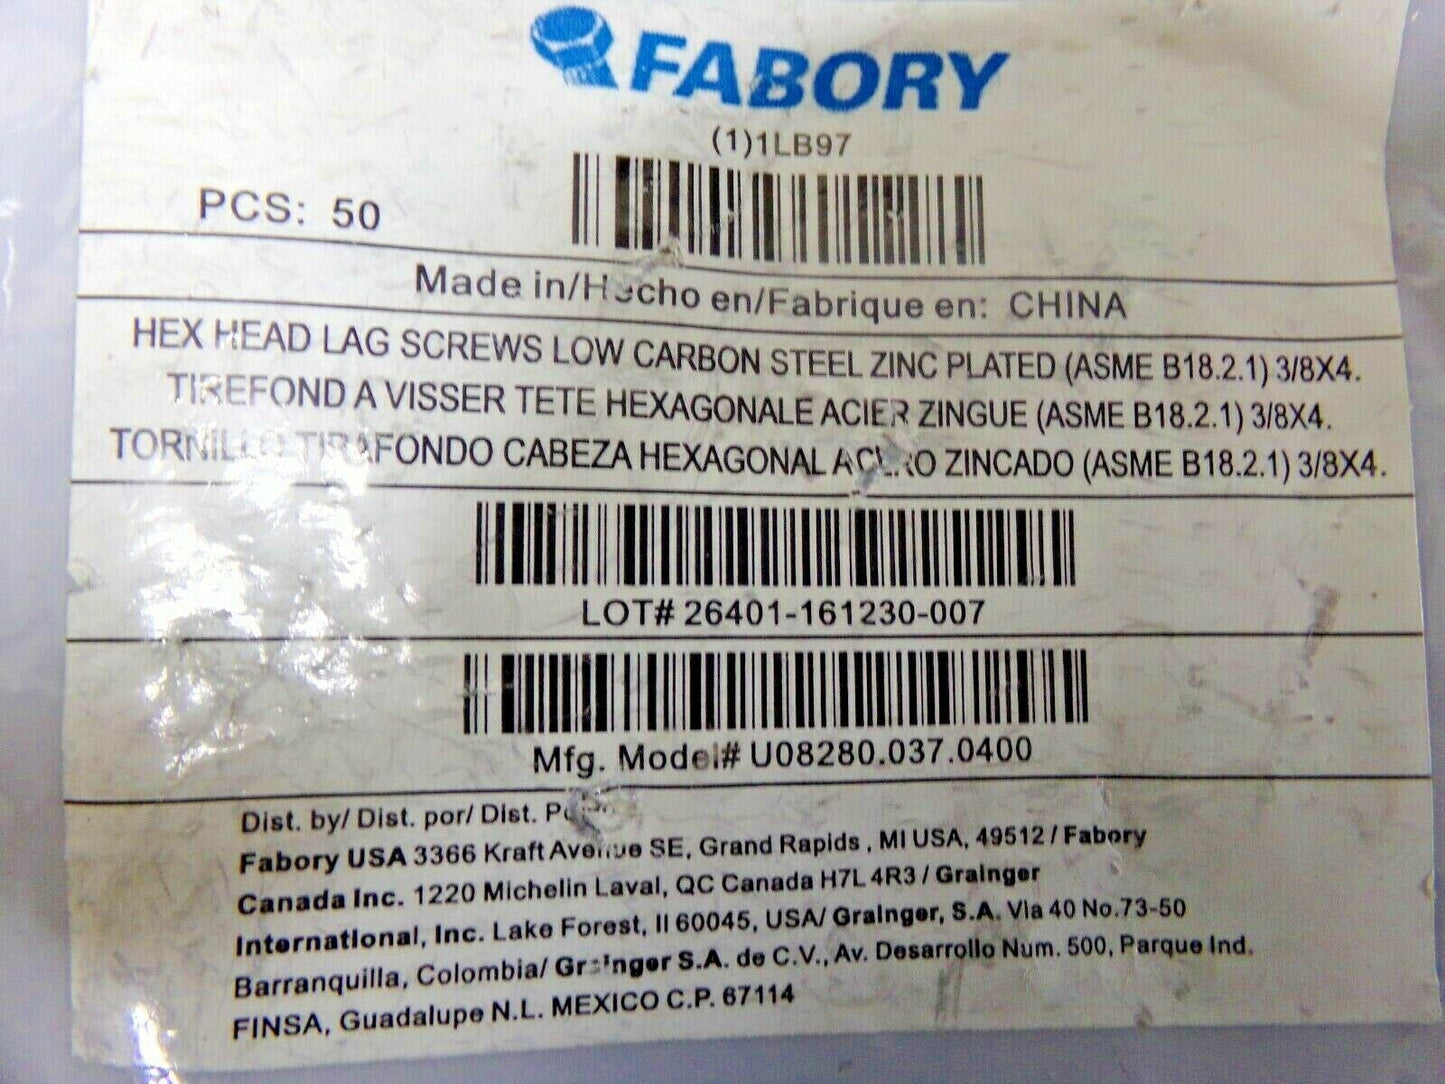 FABORY
(1)1LB97
PCS: 50
Made in/Hecho en/Fabrique en: CHINA
HEX HEAD LAG SCREWS LOW CARBON STEEL ZINC PLATED (ASME B18.2.1) 3/8X4.
TIREFOND A VISSER TETE HEXAGONALE ACIER ZINGUE (ASME B18.2.1) 3/8X4.
TORNILLO TIRAFONDO CABEZA HEXAGONAL ACERO ZINCADO (ASME B18.2.1) 3/8X4.
LOT# 26401-161230-007
Mfg. Model# U08280.037.0400
Dist. by/ Dist. por/ Dist.
Fabory USA 3366 Kraft Avenue SE, Grand Rapids , MI USA, 49512 / Fabory
Canada Inc. 1220 Michelin Laval, QC Canada H7L 4R3 / Grainger
International, Inc. Lake Forest, Il 60045, USA/ Grainger, S.A. Via 40 No.73-50
Barranquilla, Colombia/ Grainger S.A. de C.V., Av. Desarrollo Num. 500, Parque Ind.
FINSA, Guadalupe N.L. MEXICO C.P. 67114